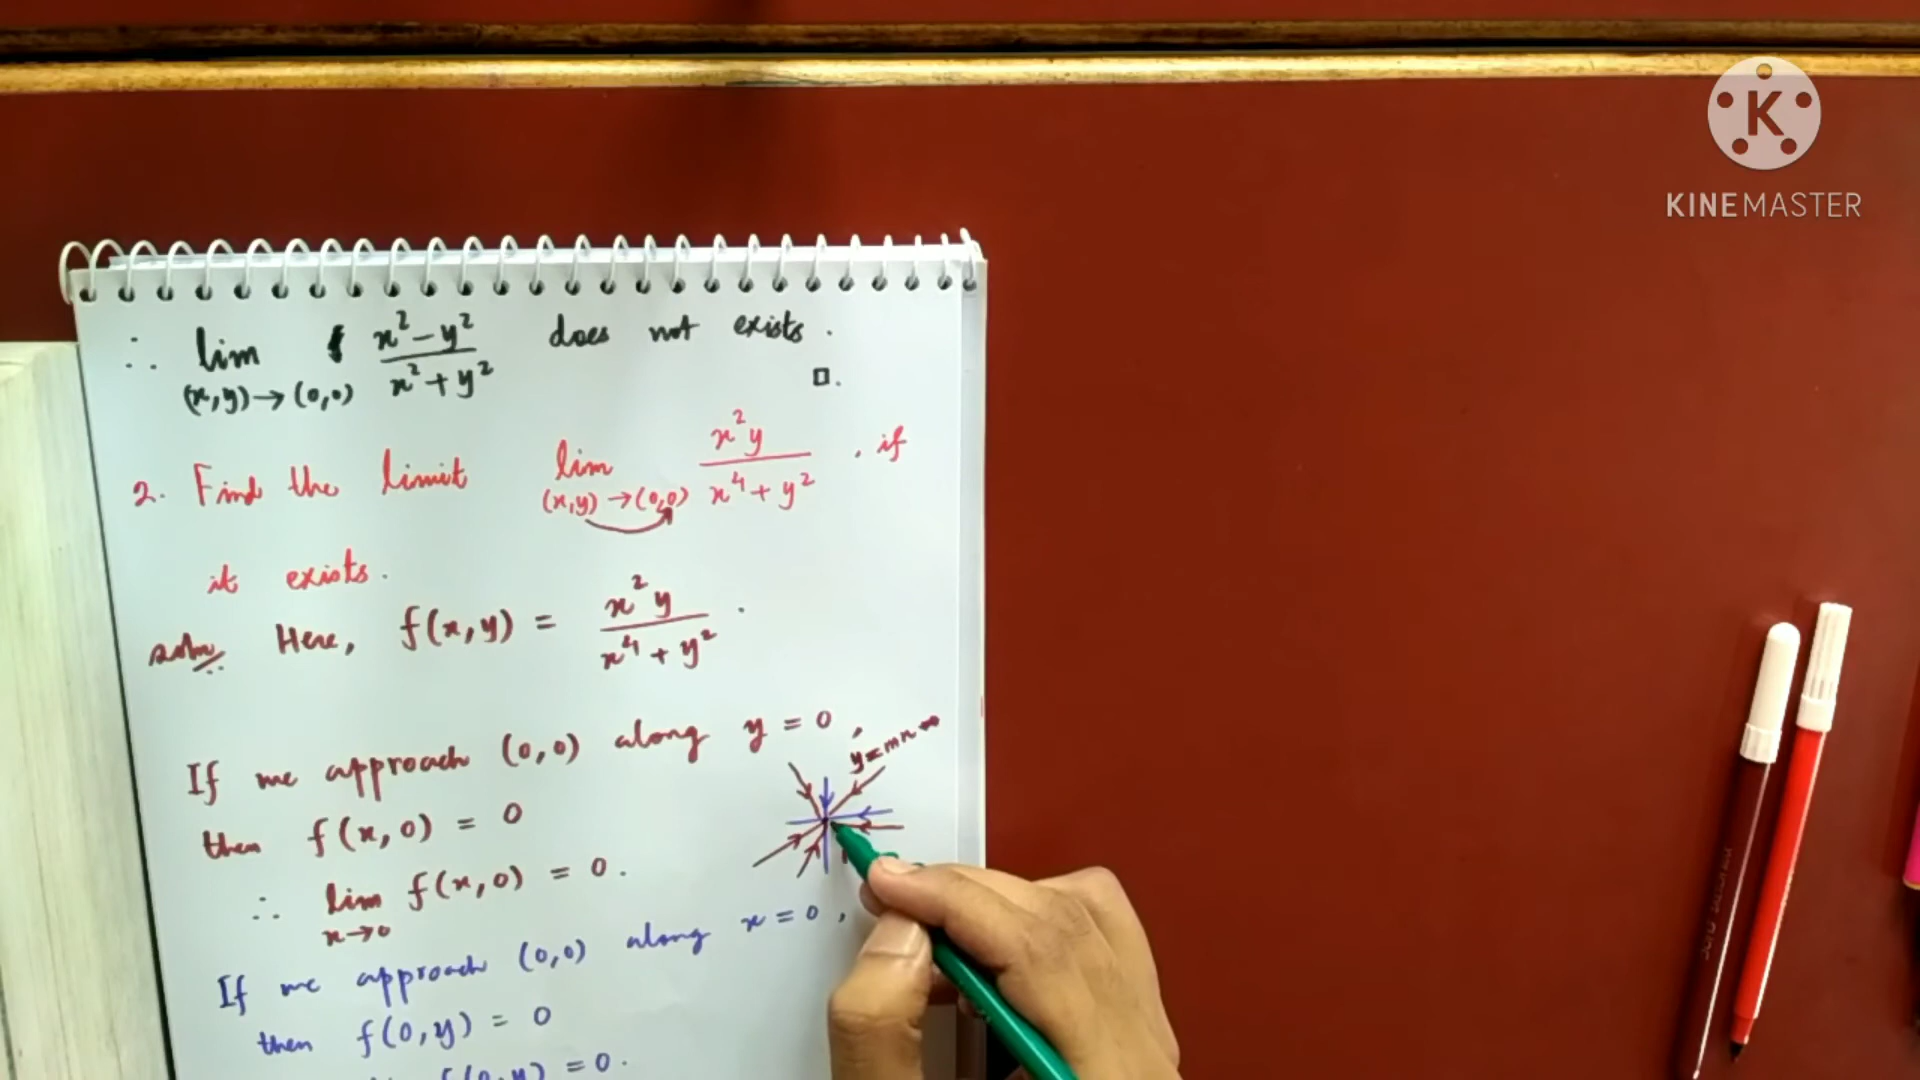 K
KINEMASTER
∴ lim (x,y)→(0,0) x²-y² / x²+y² does not exists.
□.
2. Find the limit lim (x,y)→(0,0) x²y / x⁴+y² . if
it exists.
soln Here, f(x,y) = x²y / x⁴+y² .
If we approach (0,0) along y = 0,
y=mx
then f(x,0) = 0
∴ lim x→0 f(x,0) = 0.
If we approach (0,0) along x = 0,
then f(0,y) = 0
f(0,y) = 0.